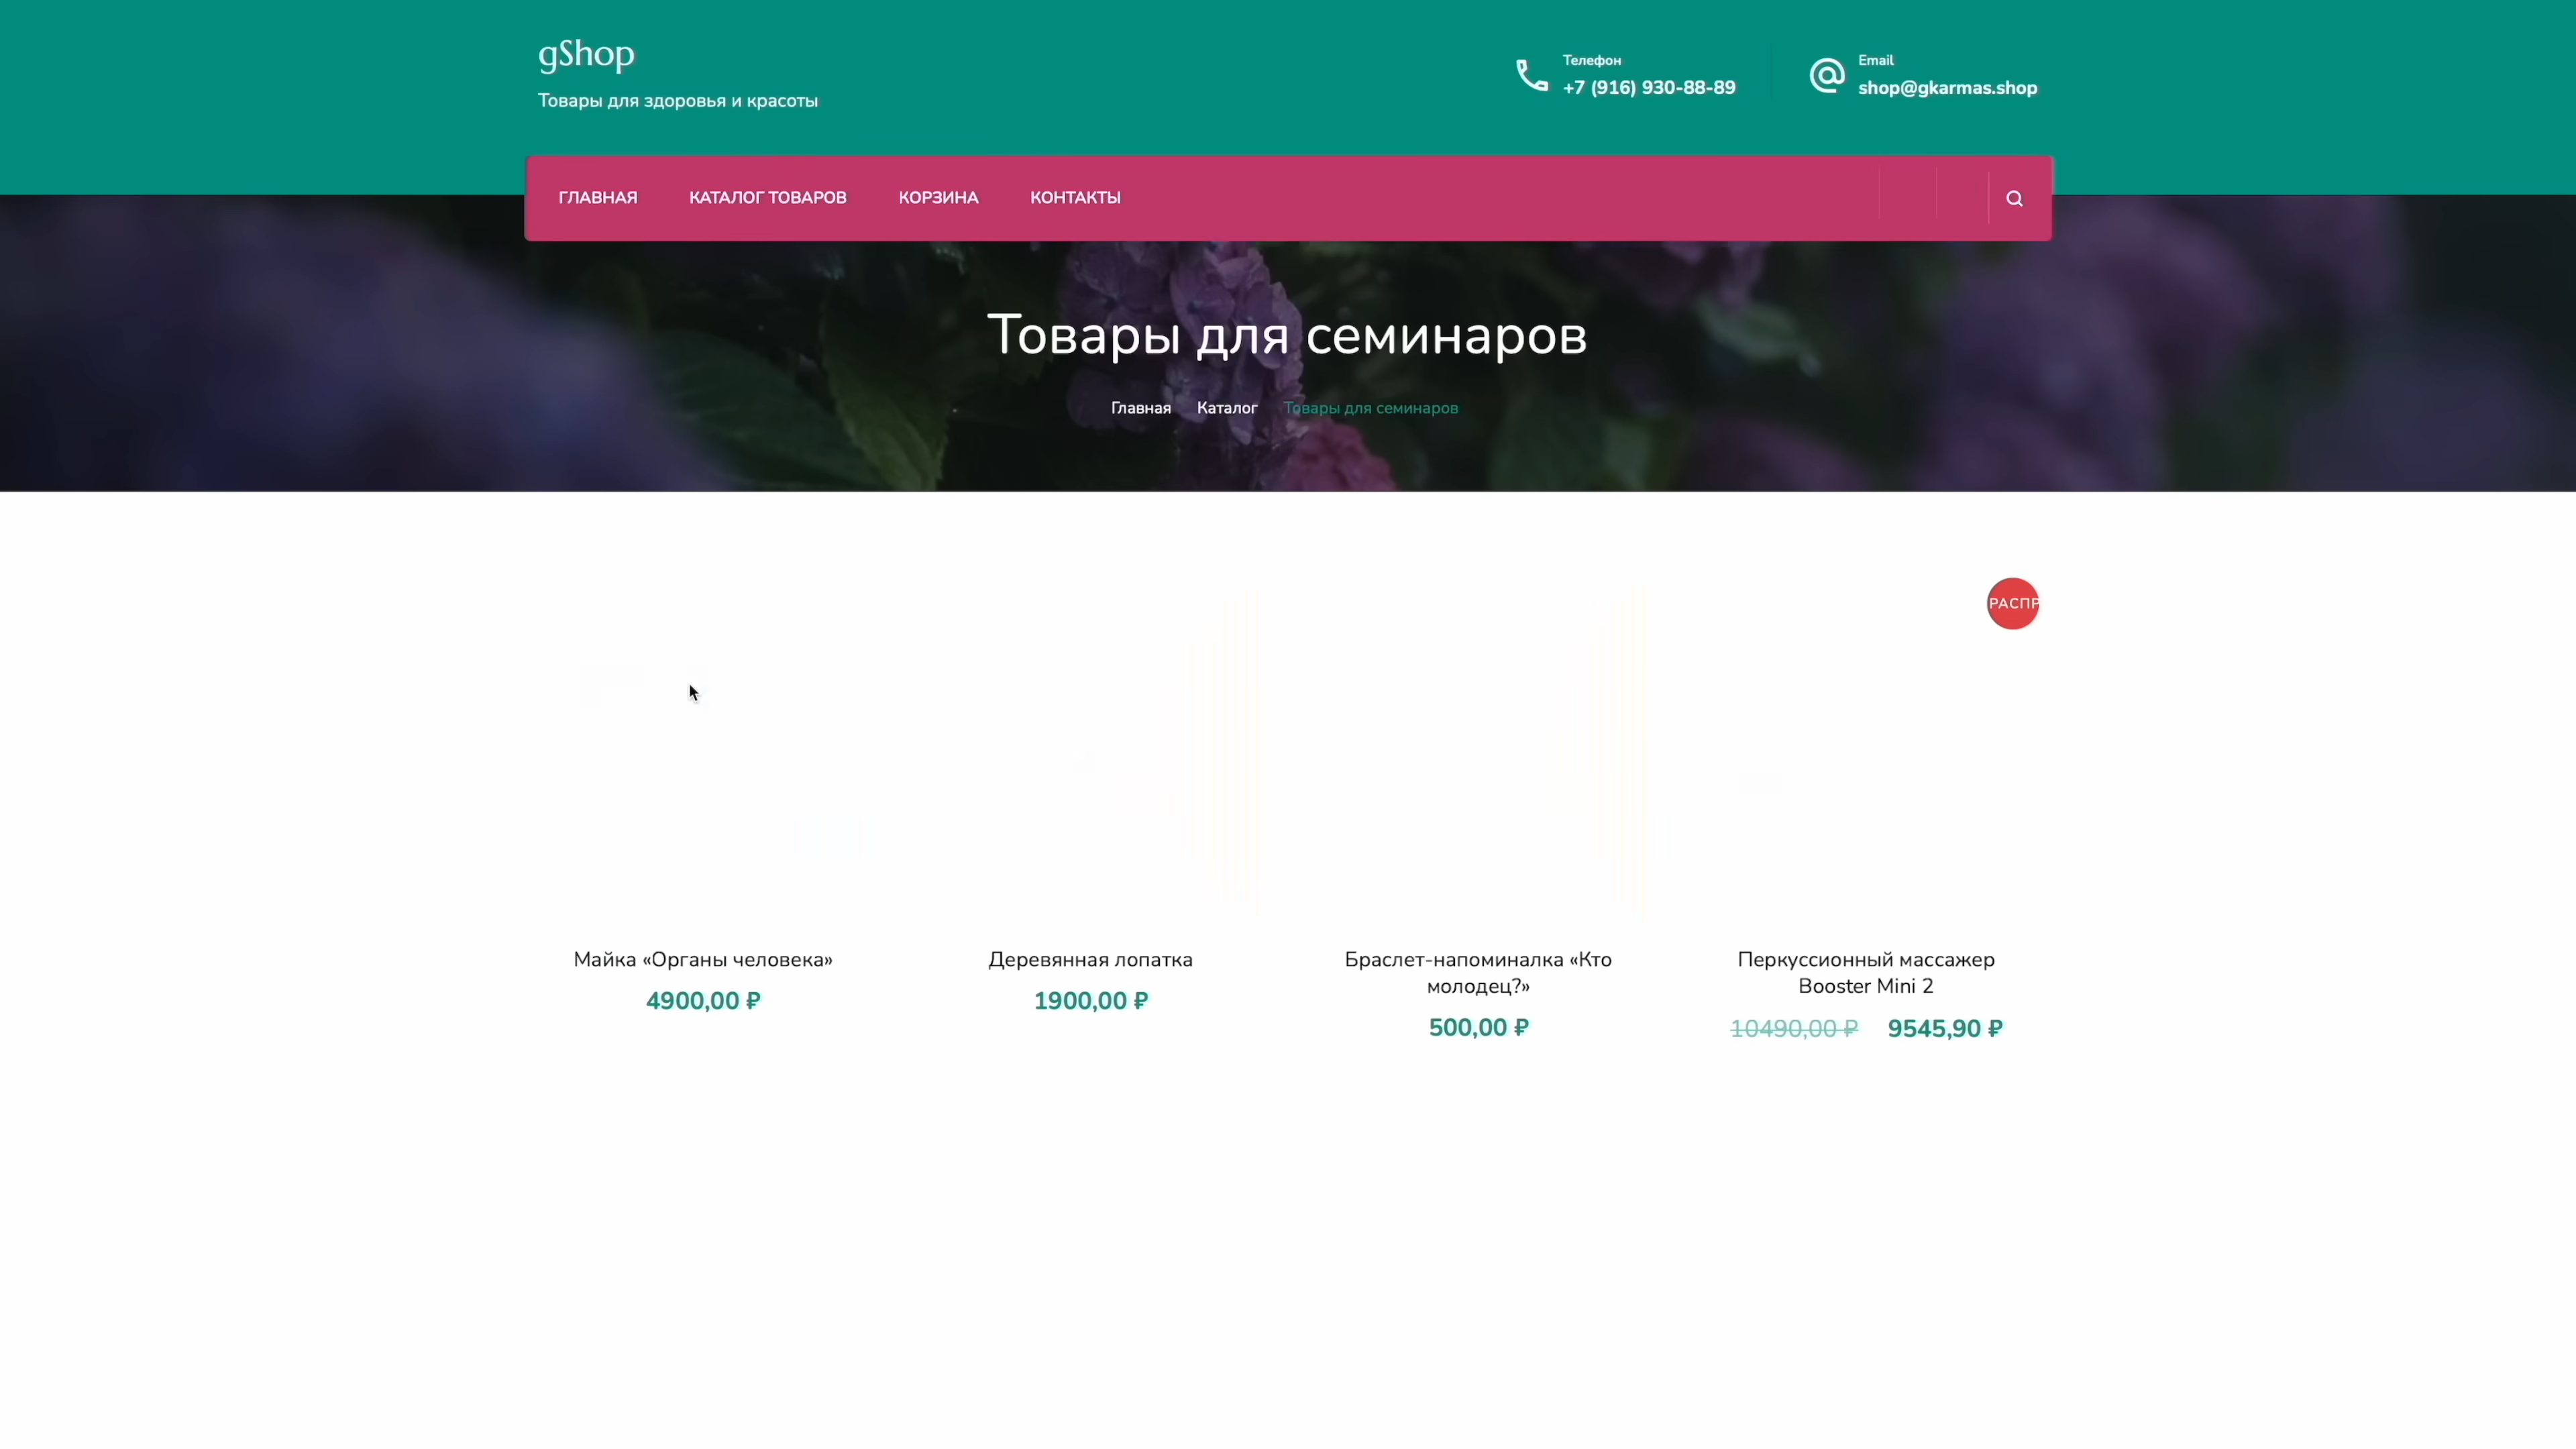 gShop
Товары для здоровья и красоты
Телефон
+7 (916) 930-88-89
Email
shop@gkarmas.shop
ГЛАВНАЯ КАТАЛОГ ТОВАРОВ КОРЗИНА КОНТАКТЫ
Товары для семинаров
Главная Каталог Товары для семинаров
РАСПР
Майка «Органы человека»
4900,00 ₽
Деревянная лопатка
1900,00 ₽
Браслет-напоминалка «Кто
молодец?»
500,00 ₽
Перкуссионный массажер
Booster Mini 2
10490,00 ₽ 9545,90 ₽